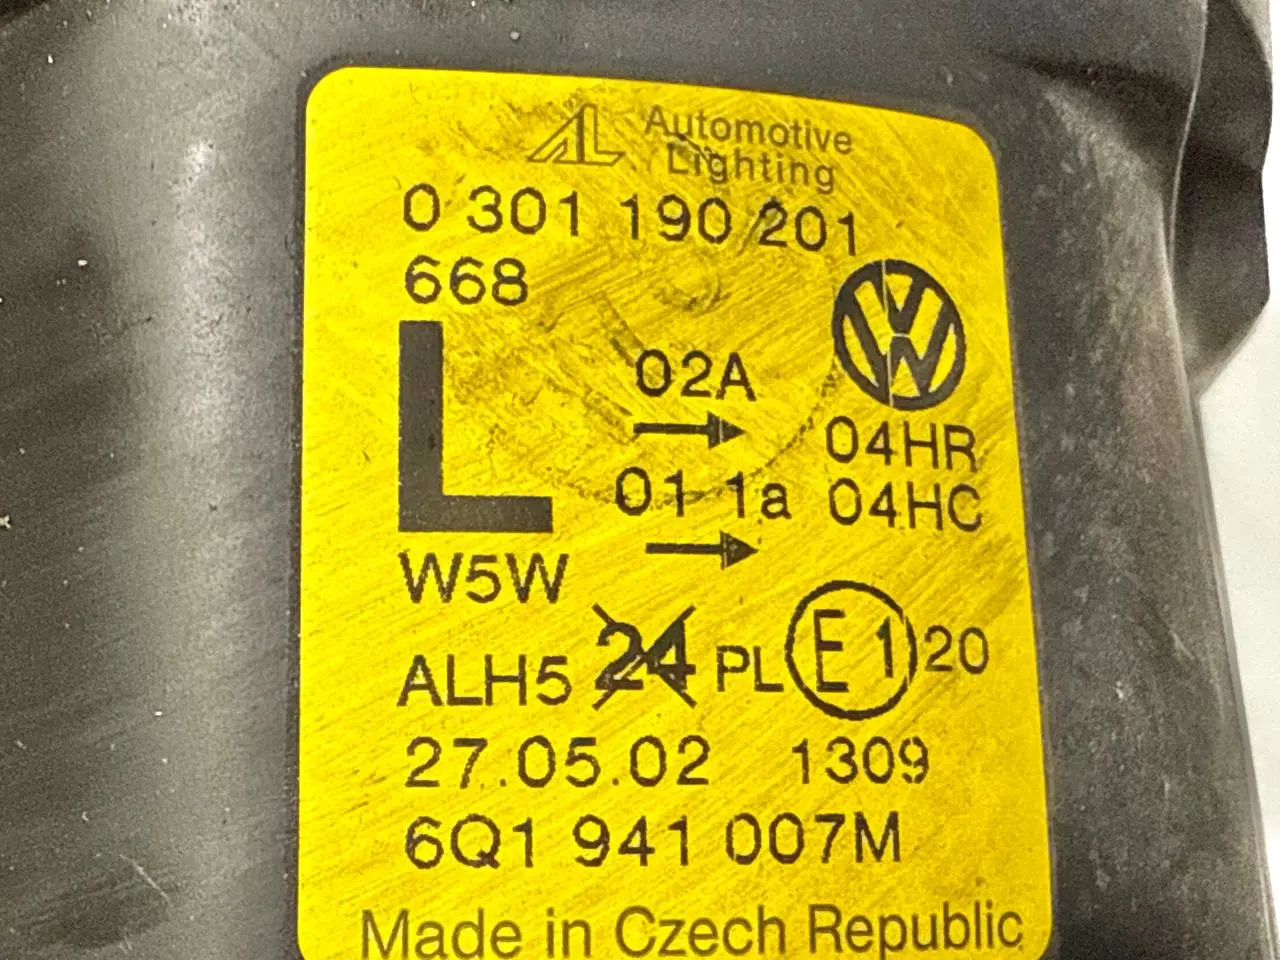 AL Automotive
Lighting
0 301 190 201
668
L
02A
04HR
01 1a 04HC
W5W
ALH5 24 PL E1 20
27.05.02 1309
6Q1 941 007M
Made in Czech Republic